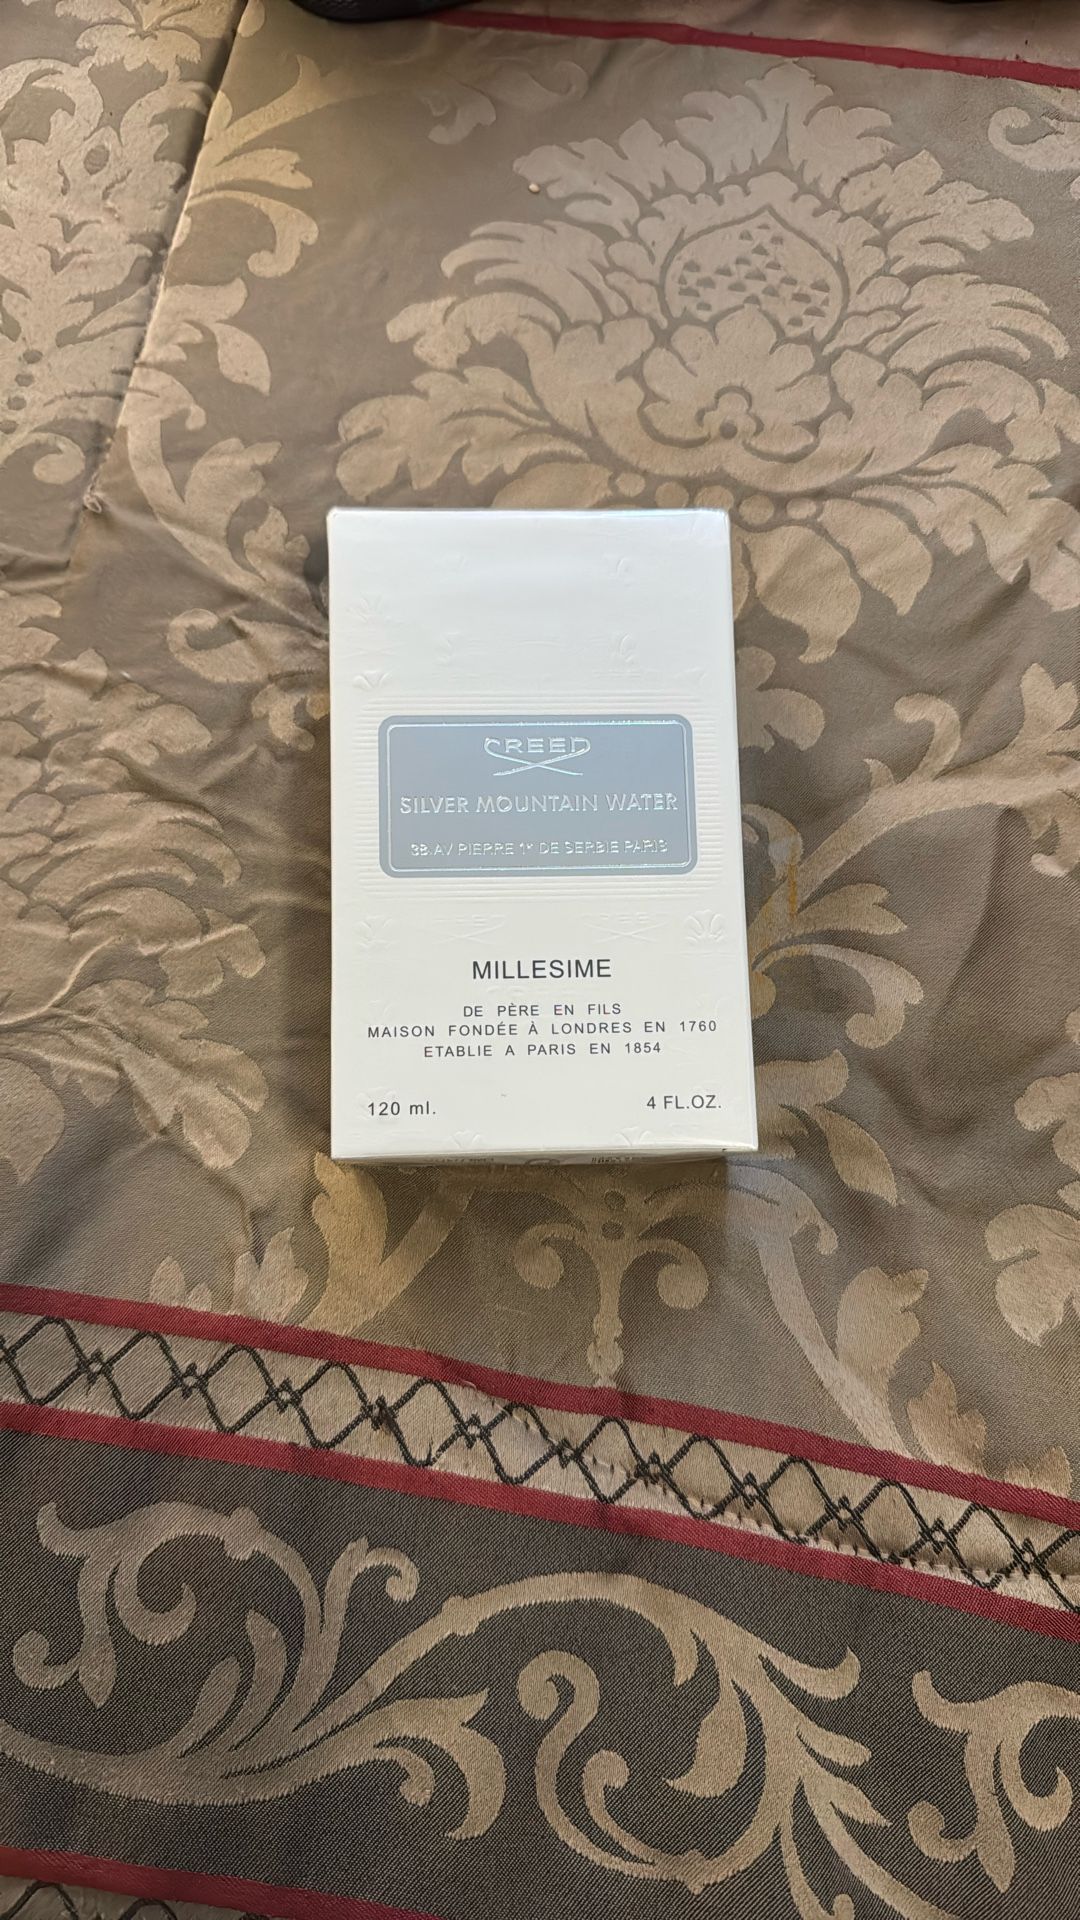 CREED
SILVER MOUNTAIN WATER
38 AV PIERRE 1er DE SERBIE PARIS
MILLESIME
DE PÈRE EN FILS
MAISON FONDÉE À LONDRES EN 1760
ETABLIE A PARIS EN 1854
120 ml.
4 FL.OZ.